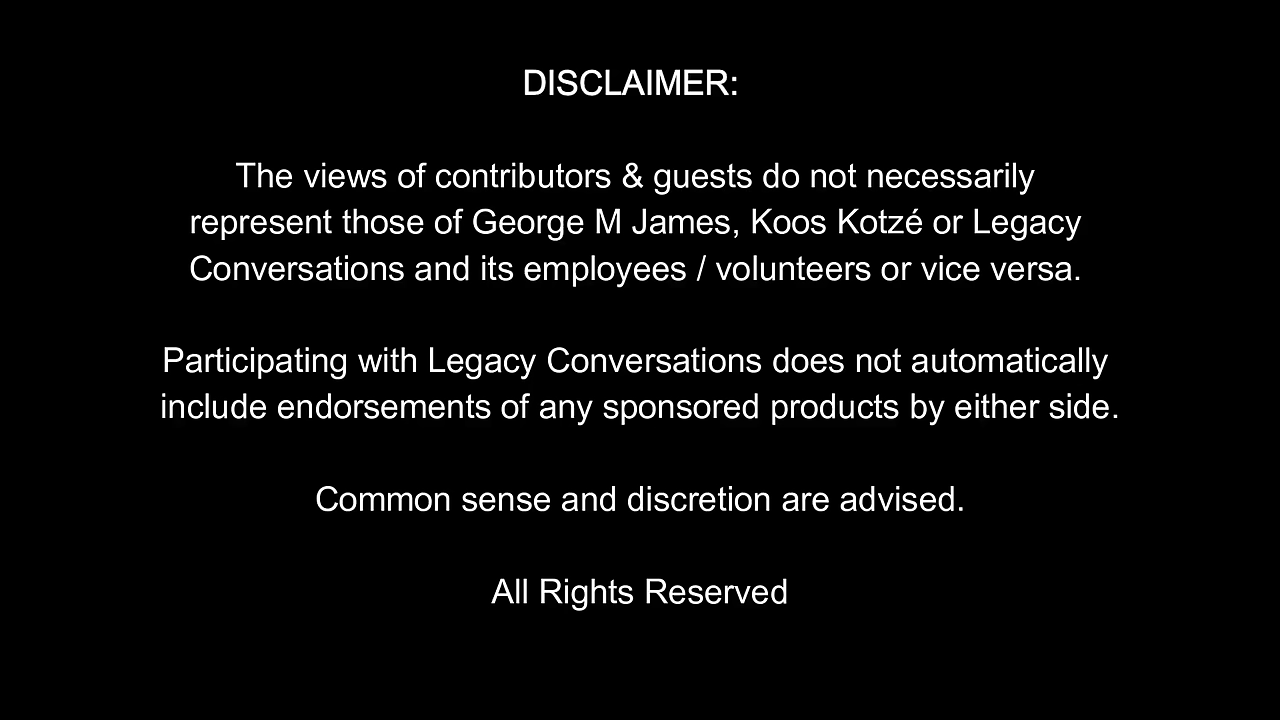 DISCLAIMER:
The views of contributors & guests do not necessarily
represent those of George M James, Koos Kotzé or Legacy
Conversations and its employees / volunteers or vice versa.
Participating with Legacy Conversations does not automatically
include endorsements of any sponsored products by either side.
Common sense and discretion are advised.
All Rights Reserved